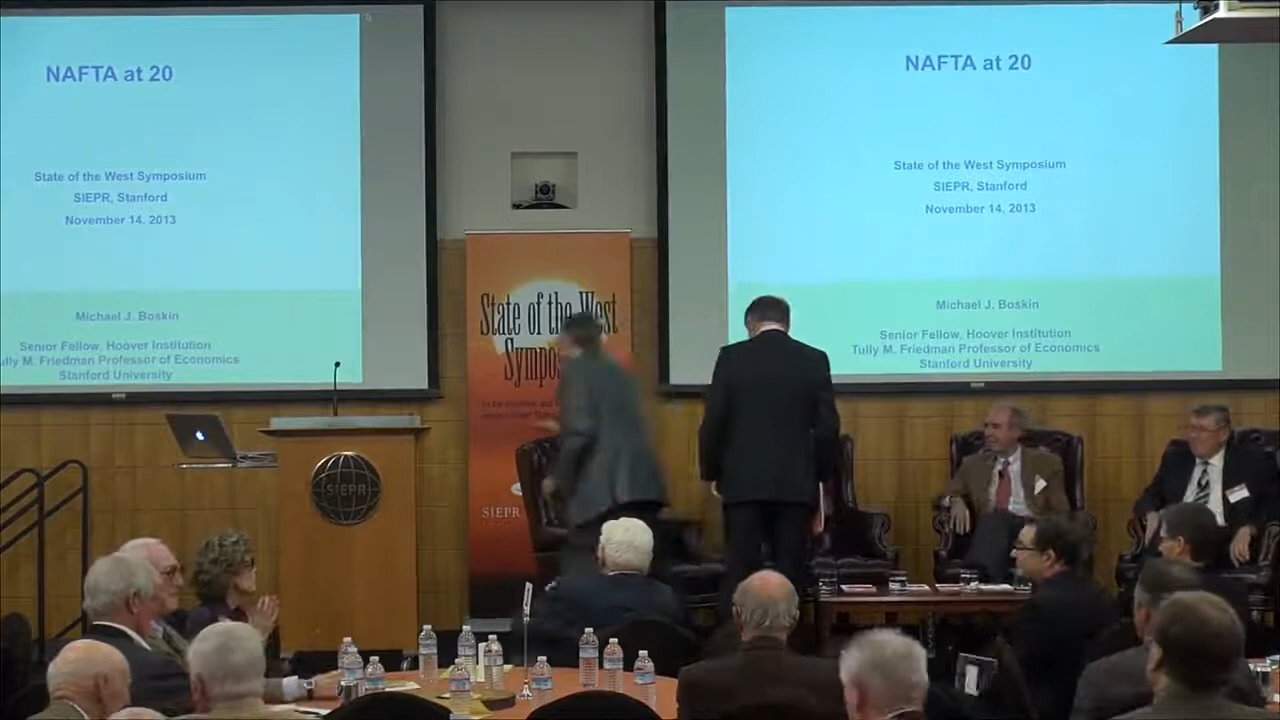 NAFTA at 20
State of the West Symposium
SIEPR, Stanford
November 14, 2013
Michael J. Boskin
Senior Fellow, Hoover Institution
ully M. Friedman Professor of Economics
Stanford University
State of the West
Sympos
SIEPR
SIEPR
NAFTA at 20
State of the West Symposium
SIEPR, Stanford
November 14, 2013
Michael J. Boskin
Senior Fellow, Hoover Institution
Tully M. Friedman Professor of Economics
Stanford University